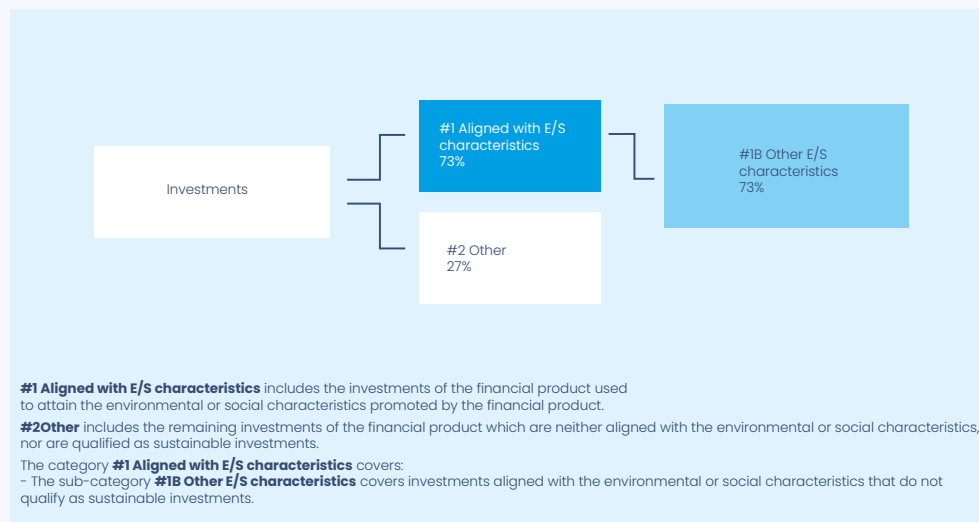 Investments
#1 Aligned with E/S
characteristics
73%
#2 Other
27%
#1B Other E/S
characteristics
73%
#1 Aligned with E/S characteristics includes the investments of the financial product used
to attain the environmental or social characteristics promoted by the financial product.
#2Other includes the remaining investments of the financial product which are neither aligned with the environmental or social characteristics,
nor are qualified as sustainable investments.
The category #1 Aligned with E/S characteristics covers:
- The sub-category #1B Other E/S characteristics covers investments aligned with the environmental or social characteristics that do not
qualify as sustainable investments.